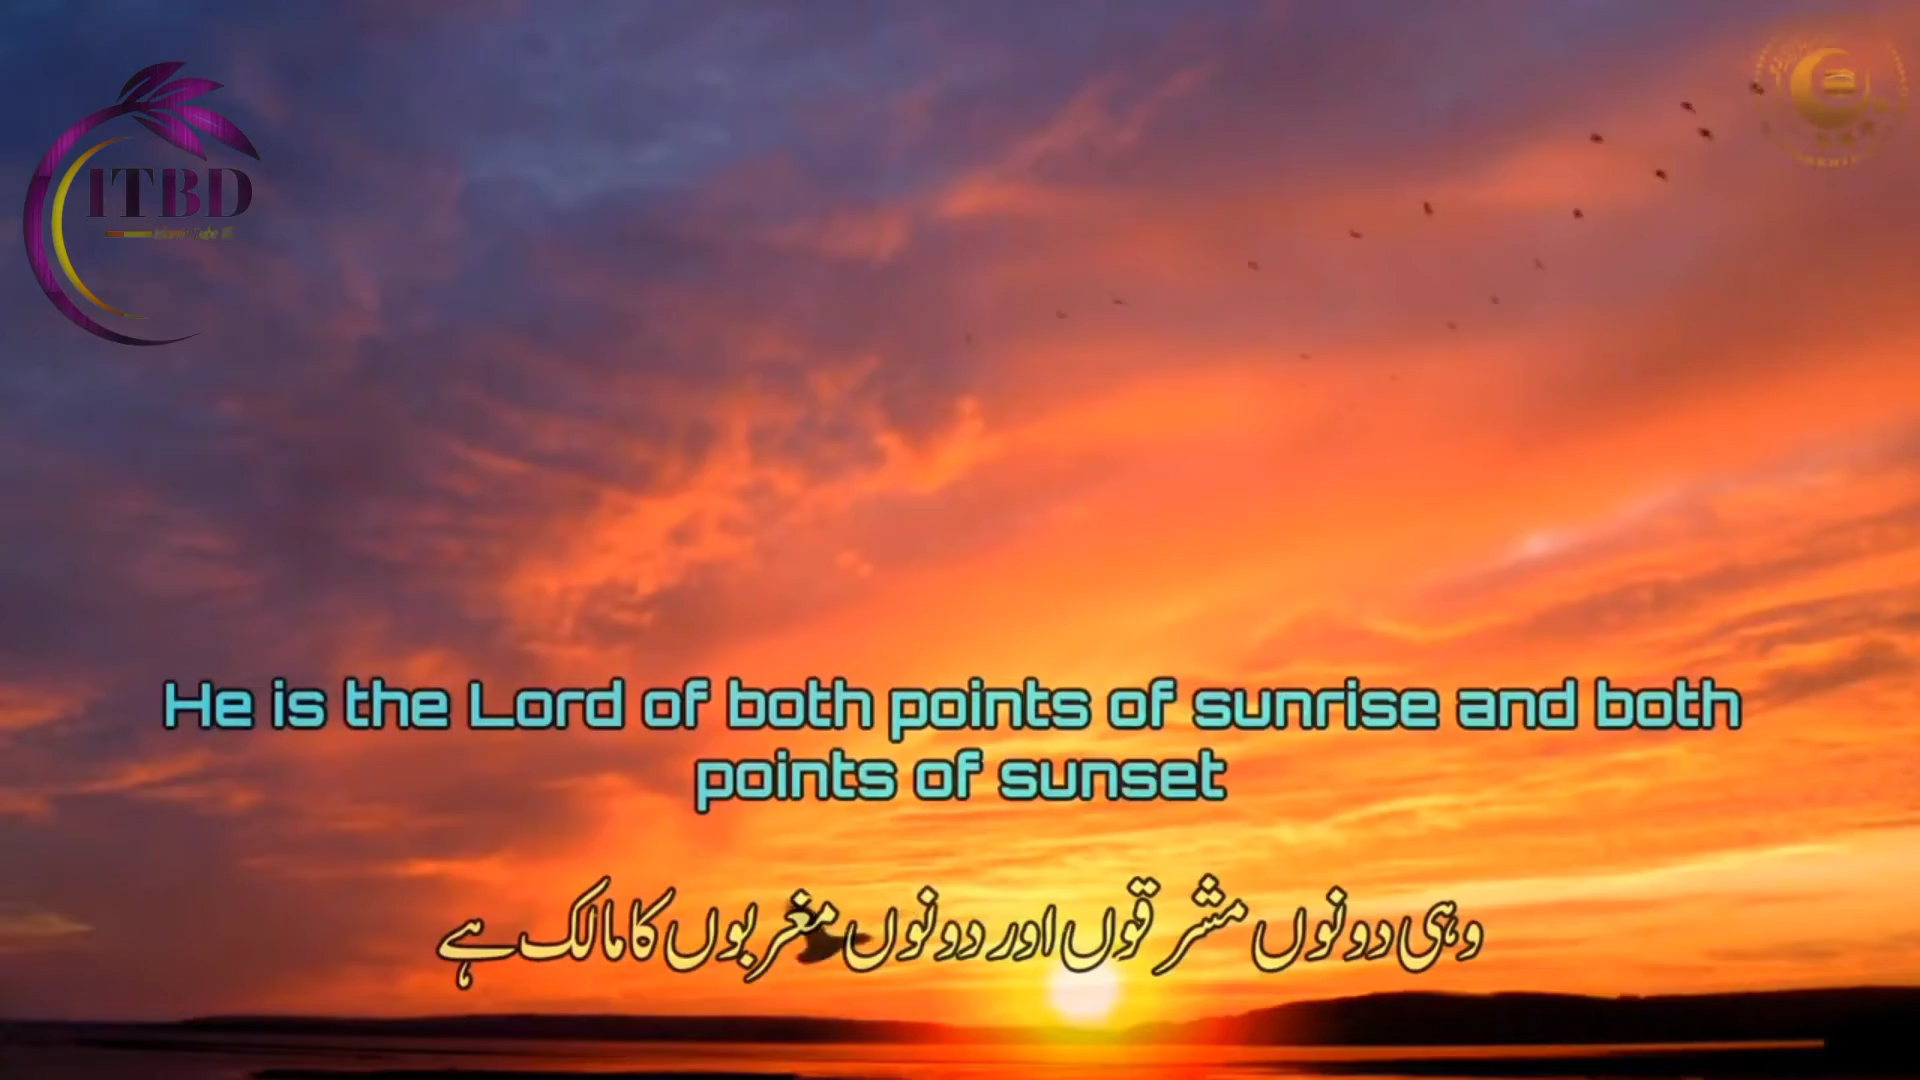 ITBD
He is the Lord of both points of sunrise and both
points of sunset
وہی دونوں مشرقوں اور دونوں مغربوں کا مالک ہے